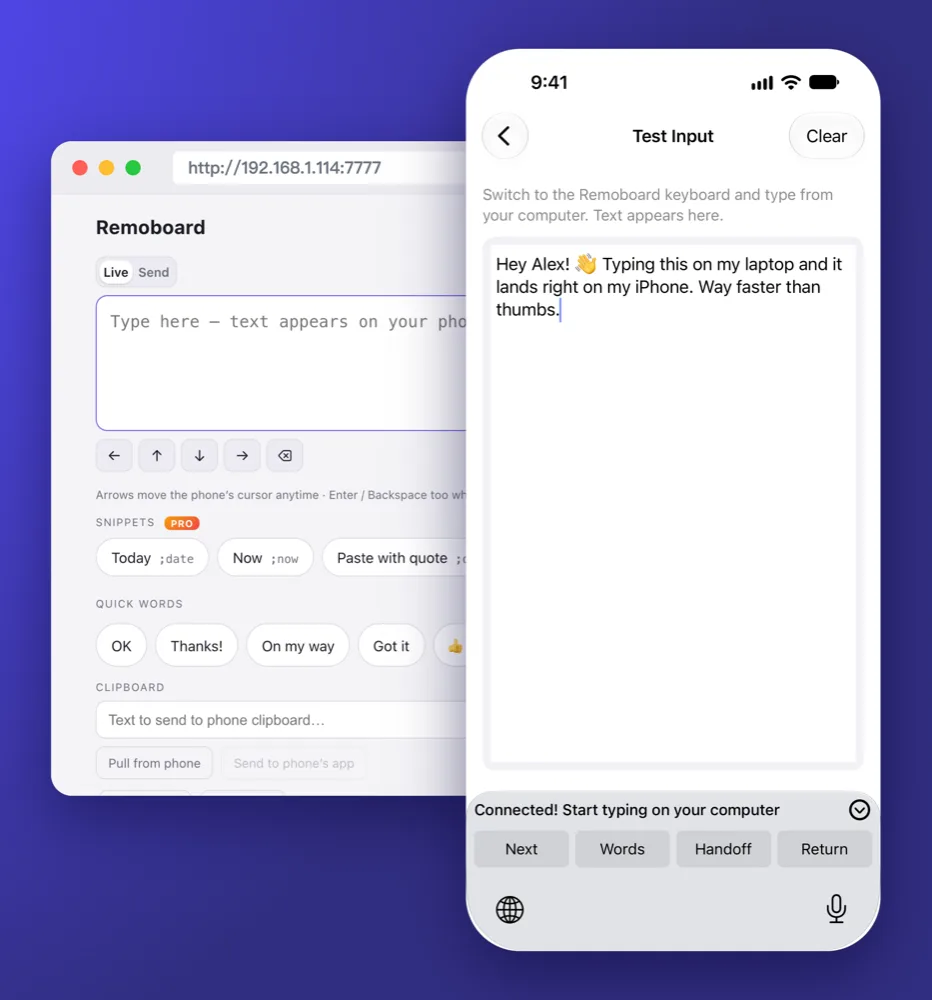 http://192.168.1.114:7777
Remoboard
Live Send
Type here — text appears on your pho
Arrows move the phone's cursor anytime · Enter / Backspace too wh
SNIPPETS PRO
Today ;date Now ;now Paste with quote
QUICK WORDS
OK Thanks! On my way Got it 👍
CLIPBOARD
Text to send to phone clipboard...
Pull from phone Send to phone's app
9:41
Test Input Clear
Switch to the Remoboard keyboard and type from
your computer. Text appears here.
Hey Alex! 👋 Typing this on my laptop and it
lands right on my iPhone. Way faster than
thumbs.
Connected! Start typing on your computer
Next Words Handoff Return